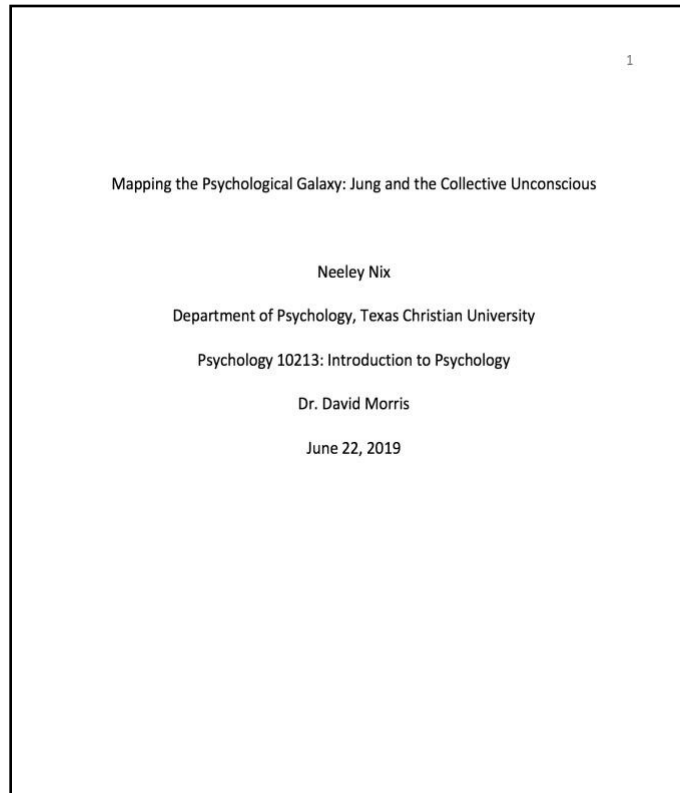 1
Mapping the Psychological Galaxy: Jung and the Collective Unconscious
Neeley Nix
Department of Psychology, Texas Christian University
Psychology 10213: Introduction to Psychology
Dr. David Morris
June 22, 2019